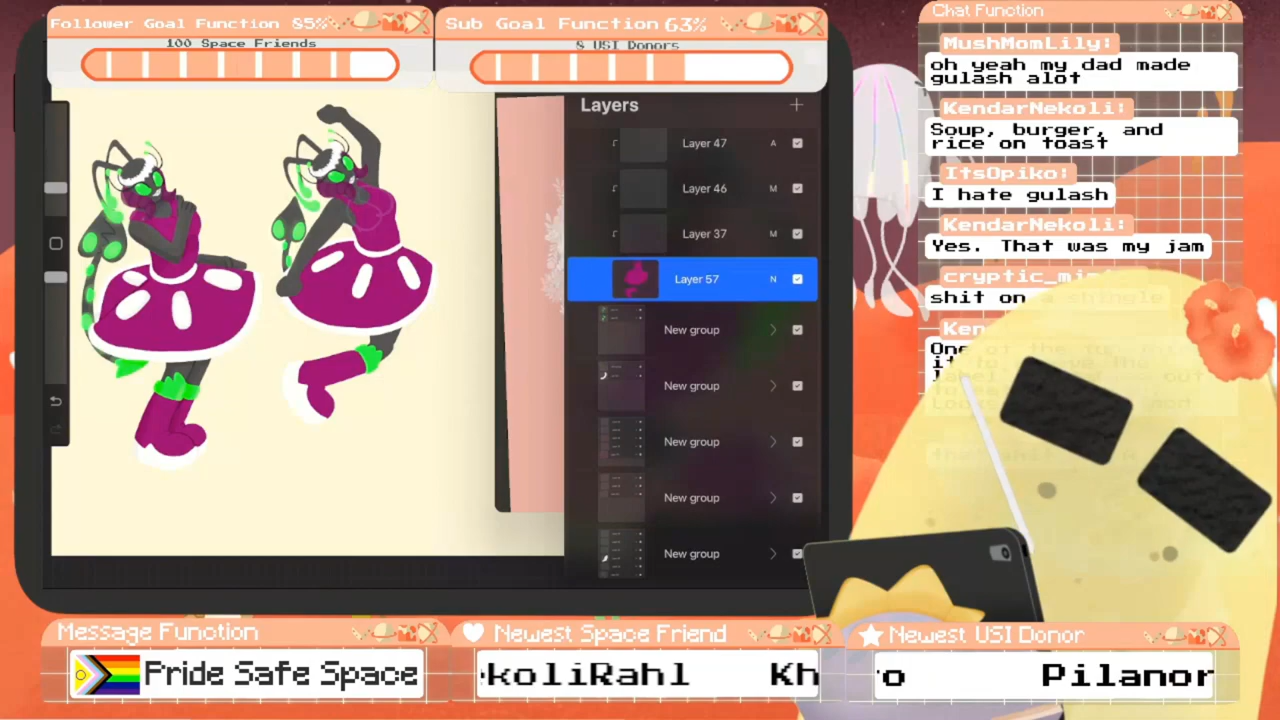 Follower Goal Function 85%
100 Space Friends
Sub Goal Function 63%
8 USI Donors
Layers
Layer 47 A
Layer 46 M
Layer 37 M
Layer 57 N
New group
New group
New group
New group
New group
Chat Function
MushMomLily:
oh yeah my dad made
gulash alot
KendarNekoli:
Soup, burger, and
rice on toast
ItsOpiko:
I hate gulash
KendarNekoli:
Yes. That was my jam
shit on a shingle
Message Function
Pride Safe Space
Newest Space Friend
koliRahl Kh
Newest USI Donor
o Pilanor